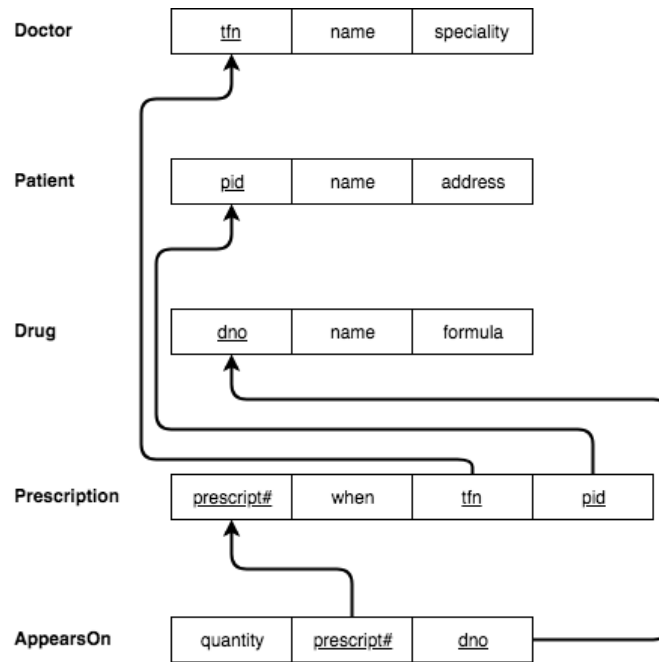 Doctor tfn name speciality
Patient pid name address
Drug dno name formula
Prescription prescript# when tfn pid
AppearsOn quantity prescript# dno